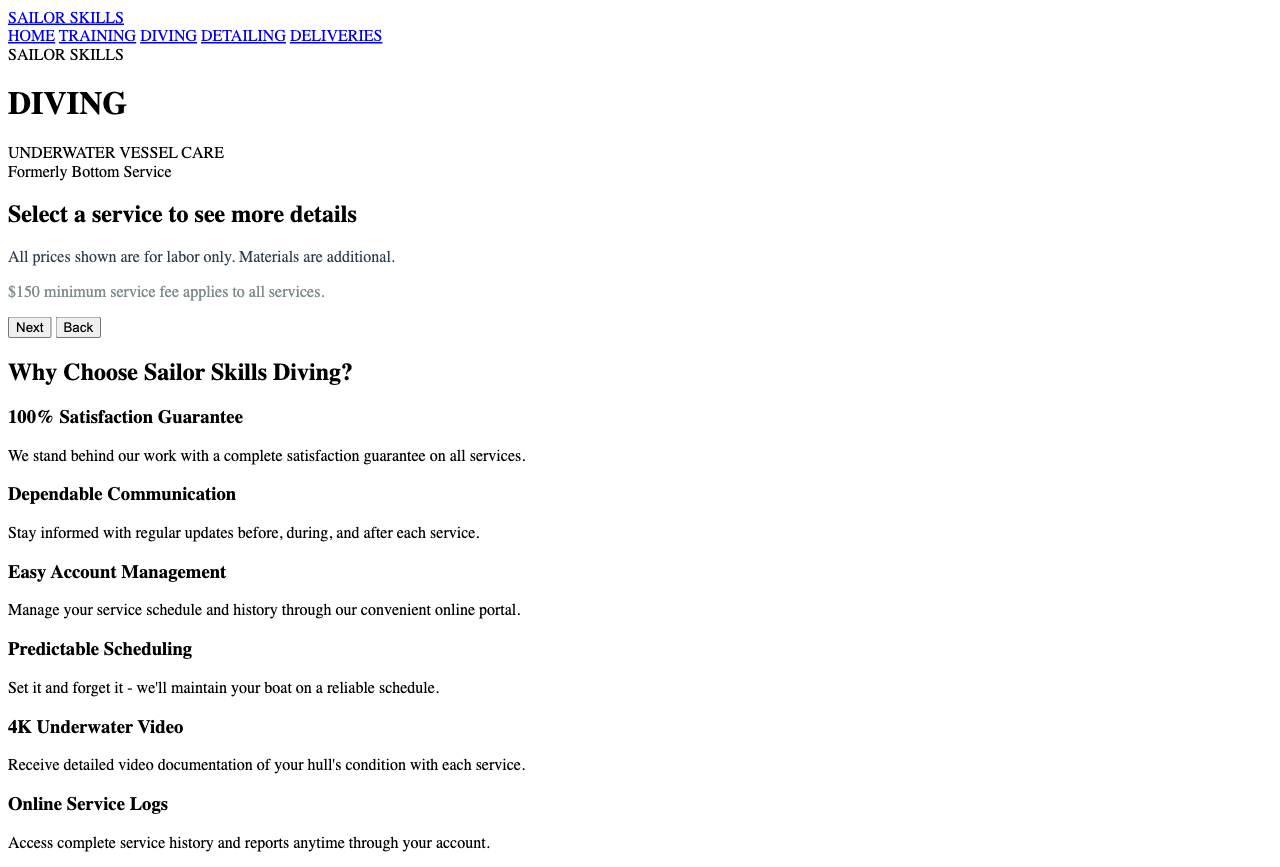 SAILOR SKILLS
HOME TRAINING DIVING DETAILING DELIVERIES
SAILOR SKILLS
DIVING
UNDERWATER VESSEL CARE
Formerly Bottom Service
Select a service to see more details
All prices shown are for labor only. Materials are additional.
$150 minimum service fee applies to all services.
Next Back
Why Choose Sailor Skills Diving?
100% Satisfaction Guarantee
We stand behind our work with a complete satisfaction guarantee on all services.
Dependable Communication
Stay informed with regular updates before, during, and after each service.
Easy Account Management
Manage your service schedule and history through our convenient online portal.
Predictable Scheduling
Set it and forget it - we'll maintain your boat on a reliable schedule.
4K Underwater Video
Receive detailed video documentation of your hull's condition with each service.
Online Service Logs
Access complete service history and reports anytime through your account.